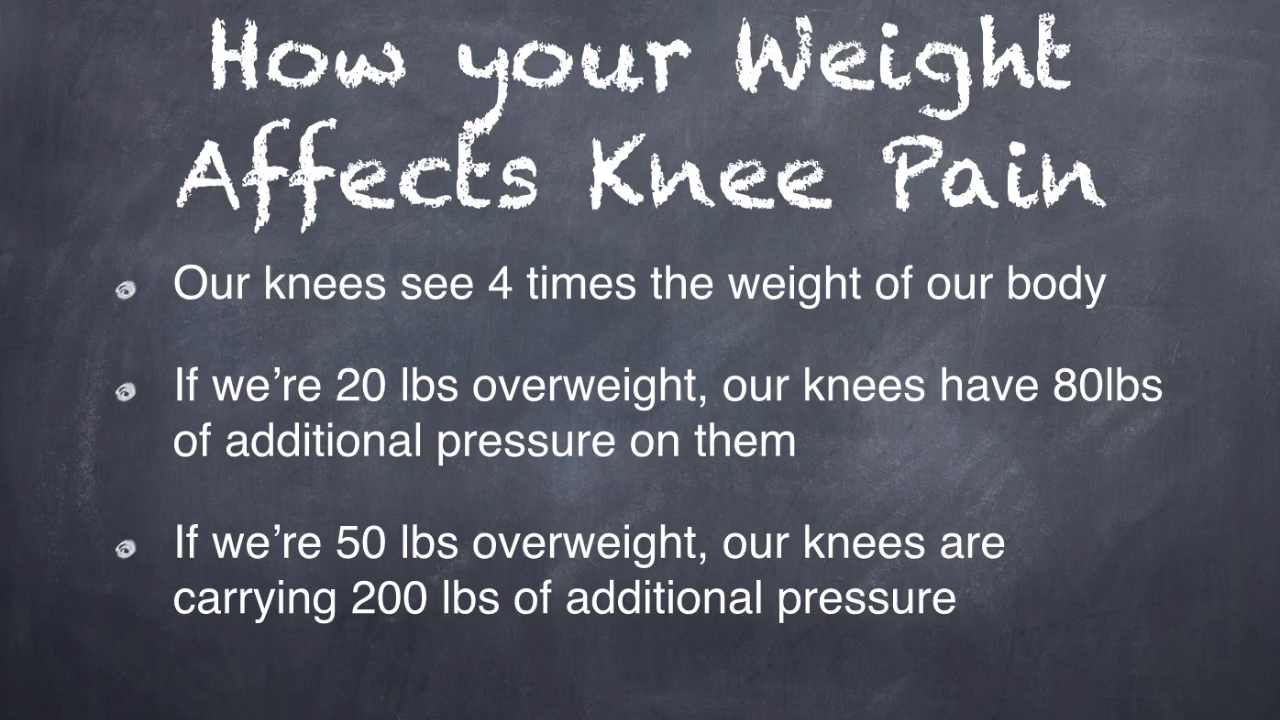 How your Weight
Affects Knee Pain
Our knees see 4 times the weight of our body
If we’re 20 lbs overweight, our knees have 80lbs
of additional pressure on them
If we’re 50 lbs overweight, our knees are
carrying 200 lbs of additional pressure